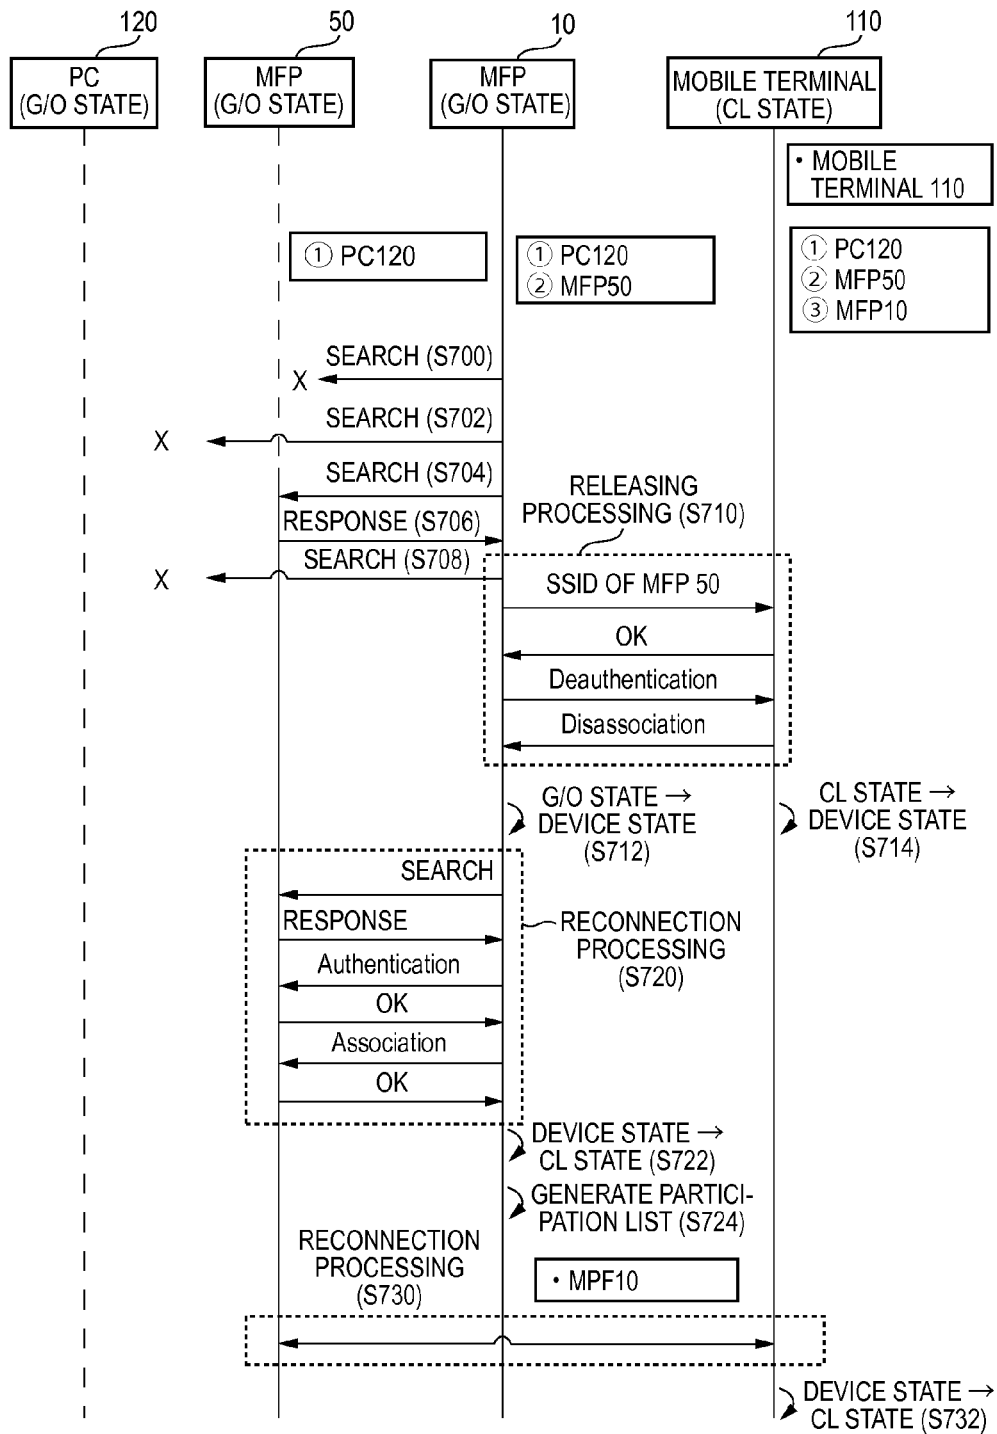 120
50
10
110
PC
(G/O STATE)
MFP
(G/O STATE)
MFP
(G/O STATE)
MOBILE TERMINAL
(CL STATE)
• MOBILE
TERMINAL 110
① PC120
① PC120
② MFP50
① PC120
② MFP50
③ MFP10
SEARCH (S700)
X
SEARCH (S702)
X
SEARCH (S704)
RELEASING
PROCESSING (S710)
RESPONSE (S706)
SEARCH (S708)
X
SSID OF MFP 50
OK
Deauthentication
Disassociation
G/O STATE →
DEVICE STATE
(S712)
CL STATE →
DEVICE STATE
(S714)
SEARCH
RESPONSE
RECONNECTION
PROCESSING
(S720)
Authentication
OK
Association
OK
DEVICE STATE →
CL STATE (S722)
GENERATE PARTICI-
PATION LIST (S724)
RECONNECTION
PROCESSING
(S730)
• MPF10
DEVICE STATE →
CL STATE (S732)